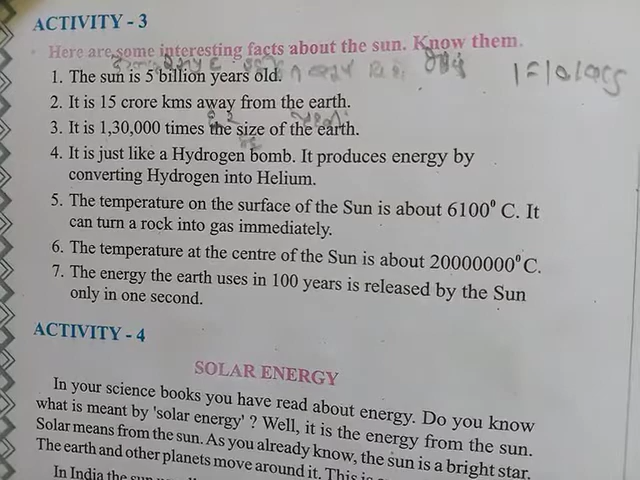 ACTIVITY - 3
Here are some interesting facts about the sun. Know them.
1. The sun is 5 billion years old.
2. It is 15 crore kms away from the earth.
3. It is 1,30,000 times the size of the earth.
4. It is just like a Hydrogen bomb. It produces energy by
converting Hydrogen into Helium.
5. The temperature on the surface of the Sun is about 6100⁰ C. It
can turn a rock into gas immediately.
6. The temperature at the centre of the Sun is about 20000000⁰C.
7. The energy the earth uses in 100 years is released by the Sun
only in one second.
ACTIVITY - 4
SOLAR ENERGY
In your science books you have read about energy. Do you know
what is meant by 'solar energy' ? Well, it is the energy from the sun.
Solar means from the sun. As you already know, the sun is a bright star.
The earth and other planets move around it. This is
In India the sun